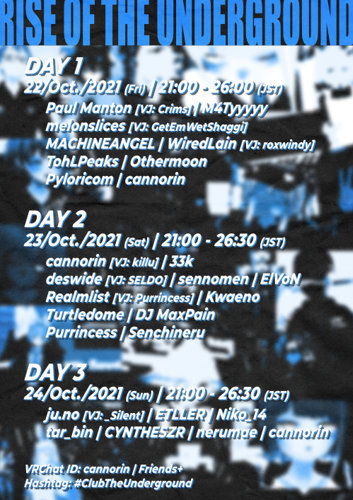 RISE OF THE UNDERGROUND
DAY 1
22/Oct./2021 (Fri) | 21:00 - 26:00 (JST)
Paul Manton [VJ: Crims] | M4Tyyyyy
melonslices [VJ: GetEmWetShaggi]
MACHINEANGEL | WiredLain [VJ: roxwindy]
TohLPeaks | Othermoon
Pyloricom | cannorin
DAY 2
23/Oct./2021 (Sat) | 21:00 - 26:30 (JST)
cannorin [VJ: killu] | 33k
deswide [VJ: SELDO] | sennomen | ElVoN
Realmlist [VJ: Purrincess] | Kwaeno
Turtledome | DJ MaxPain
Purrincess | Senchineru
DAY 3
24/Oct./2021 (Sun) | 21:00 - 26:30 (JST)
ju.no [VJ: _Silent] | ETLLER | Niko_14
tar_bin | CYNTHESZR | nerumae | cannorin
VRChat ID: cannorin | Friends+
Hashtag: #ClubTheUnderground